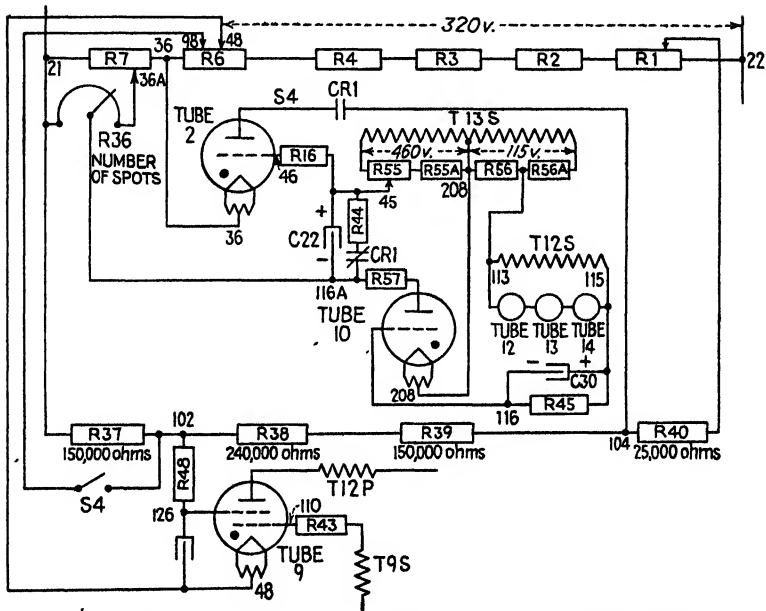 320v.
98 48
21 R7 36 R6 R4 R3 R2 R1 22
36A
S4 CR1
TUBE 2
T13S
R36
NUMBER OF SPOTS
R16
46
460v. 115v.
R55 R55A R56 R56A
208
45
36
+
C22
-
R44
CR1
T12S
113 115
116A
R57
TUBE 10
TUBE 12
TUBE 13
TUBE 14
- +
C30
208
116
R45
102
R37
150,000 ohms
R38
240,000 ohms
R39
150,000 ohms
104
R40
25,000 ohms
R48
S4
T12P
126
110
R43
TUBE 9
48
T9S